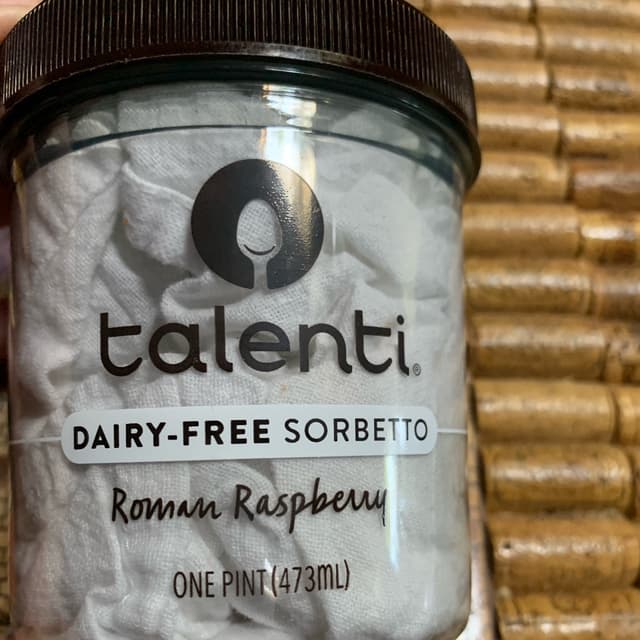 talenti®
DAIRY-FREE SORBETTO
Roman Raspberry
ONE PINT (473mL)